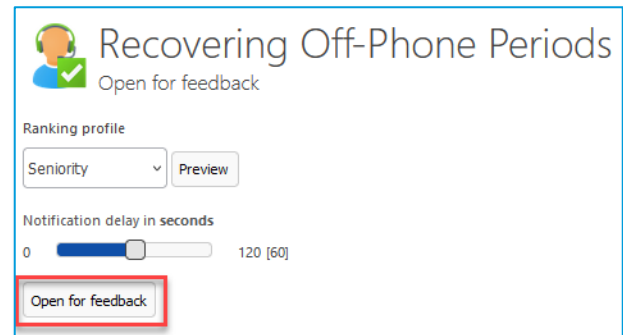 Recovering Off-Phone Periods
Open for feedback
Ranking profile
Seniority Preview
Notification delay in seconds
0 120 [60]
Open for feedback